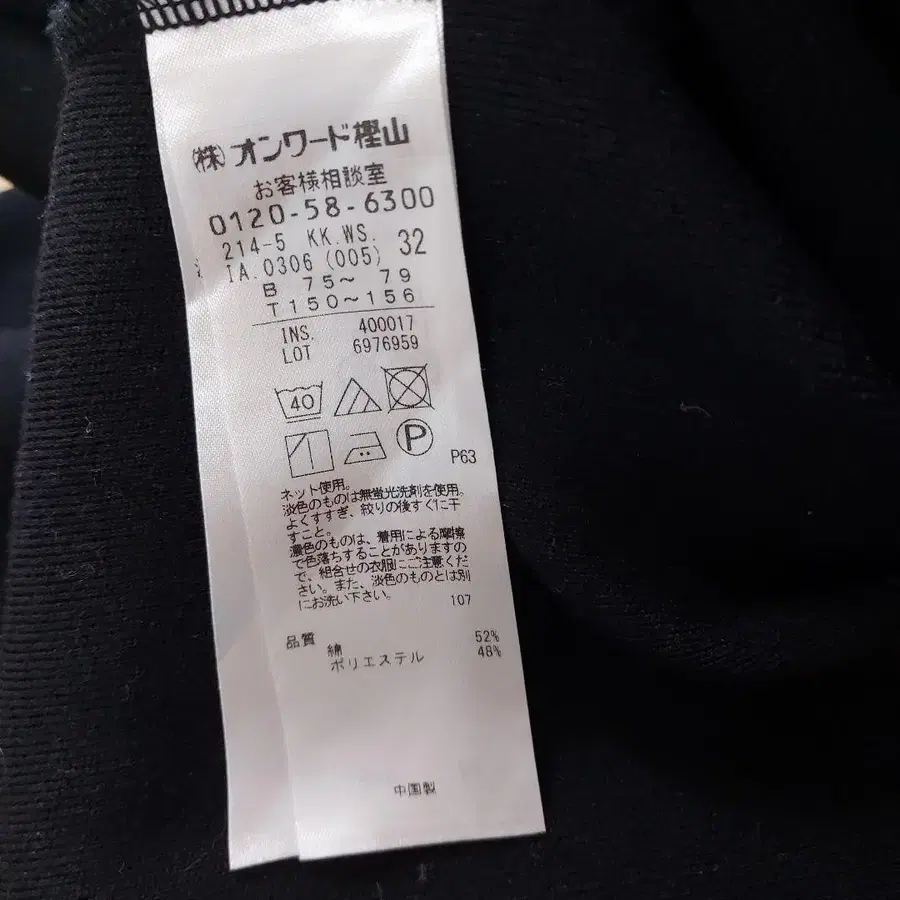 ㈱オンワード樫山
お客様相談室
0120-58-6300
214-5 KK.WS.
IA.0306 (005) 32
B 75～ 79
T150～156
INS. 400017
LOT 6976959
40
P
P63
ネット使用。
淡色のものは無蛍光洗剤を使用。
よくすすぎ、絞りの後すぐに干
すこと。
濃色のものは、着用による摩擦
で色落ちすることがありますの
で、組合せの衣服にご注意くだ
さい。また、淡色のものとは別
にお洗い下さい。
107
品質
綿 52%
ポリエステル 48%
中国製